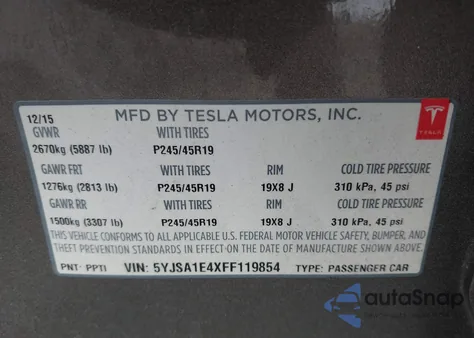 12/15
MFD BY TESLA MOTORS, INC.
GVWR WITH TIRES
2670kg (5887 lb) P245/45R19
TESLA
GAWR FRT WITH TIRES RIM COLD TIRE PRESSURE
1276kg (2813 lb) P245/45R19 19X8 J 310 kPa, 45 psi
GAWR RR WITH TIRES RIM COLD TIRE PRESSURE
1500kg (3307 lb) P245/45R19 19X8 J 310 kPa, 45 psi
THIS VEHICLE CONFORMS TO ALL APPLICABLE U.S. FEDERAL MOTOR VEHICLE SAFETY, BUMPER, AND
THEFT PREVENTION STANDARDS IN EFFECT ON THE DATE OF MANUFACTURE SHOWN ABOVE.
PNT: PPTI VIN: 5YJSA1E4XFF119854 TYPE: PASSENGER CAR
autoSnap